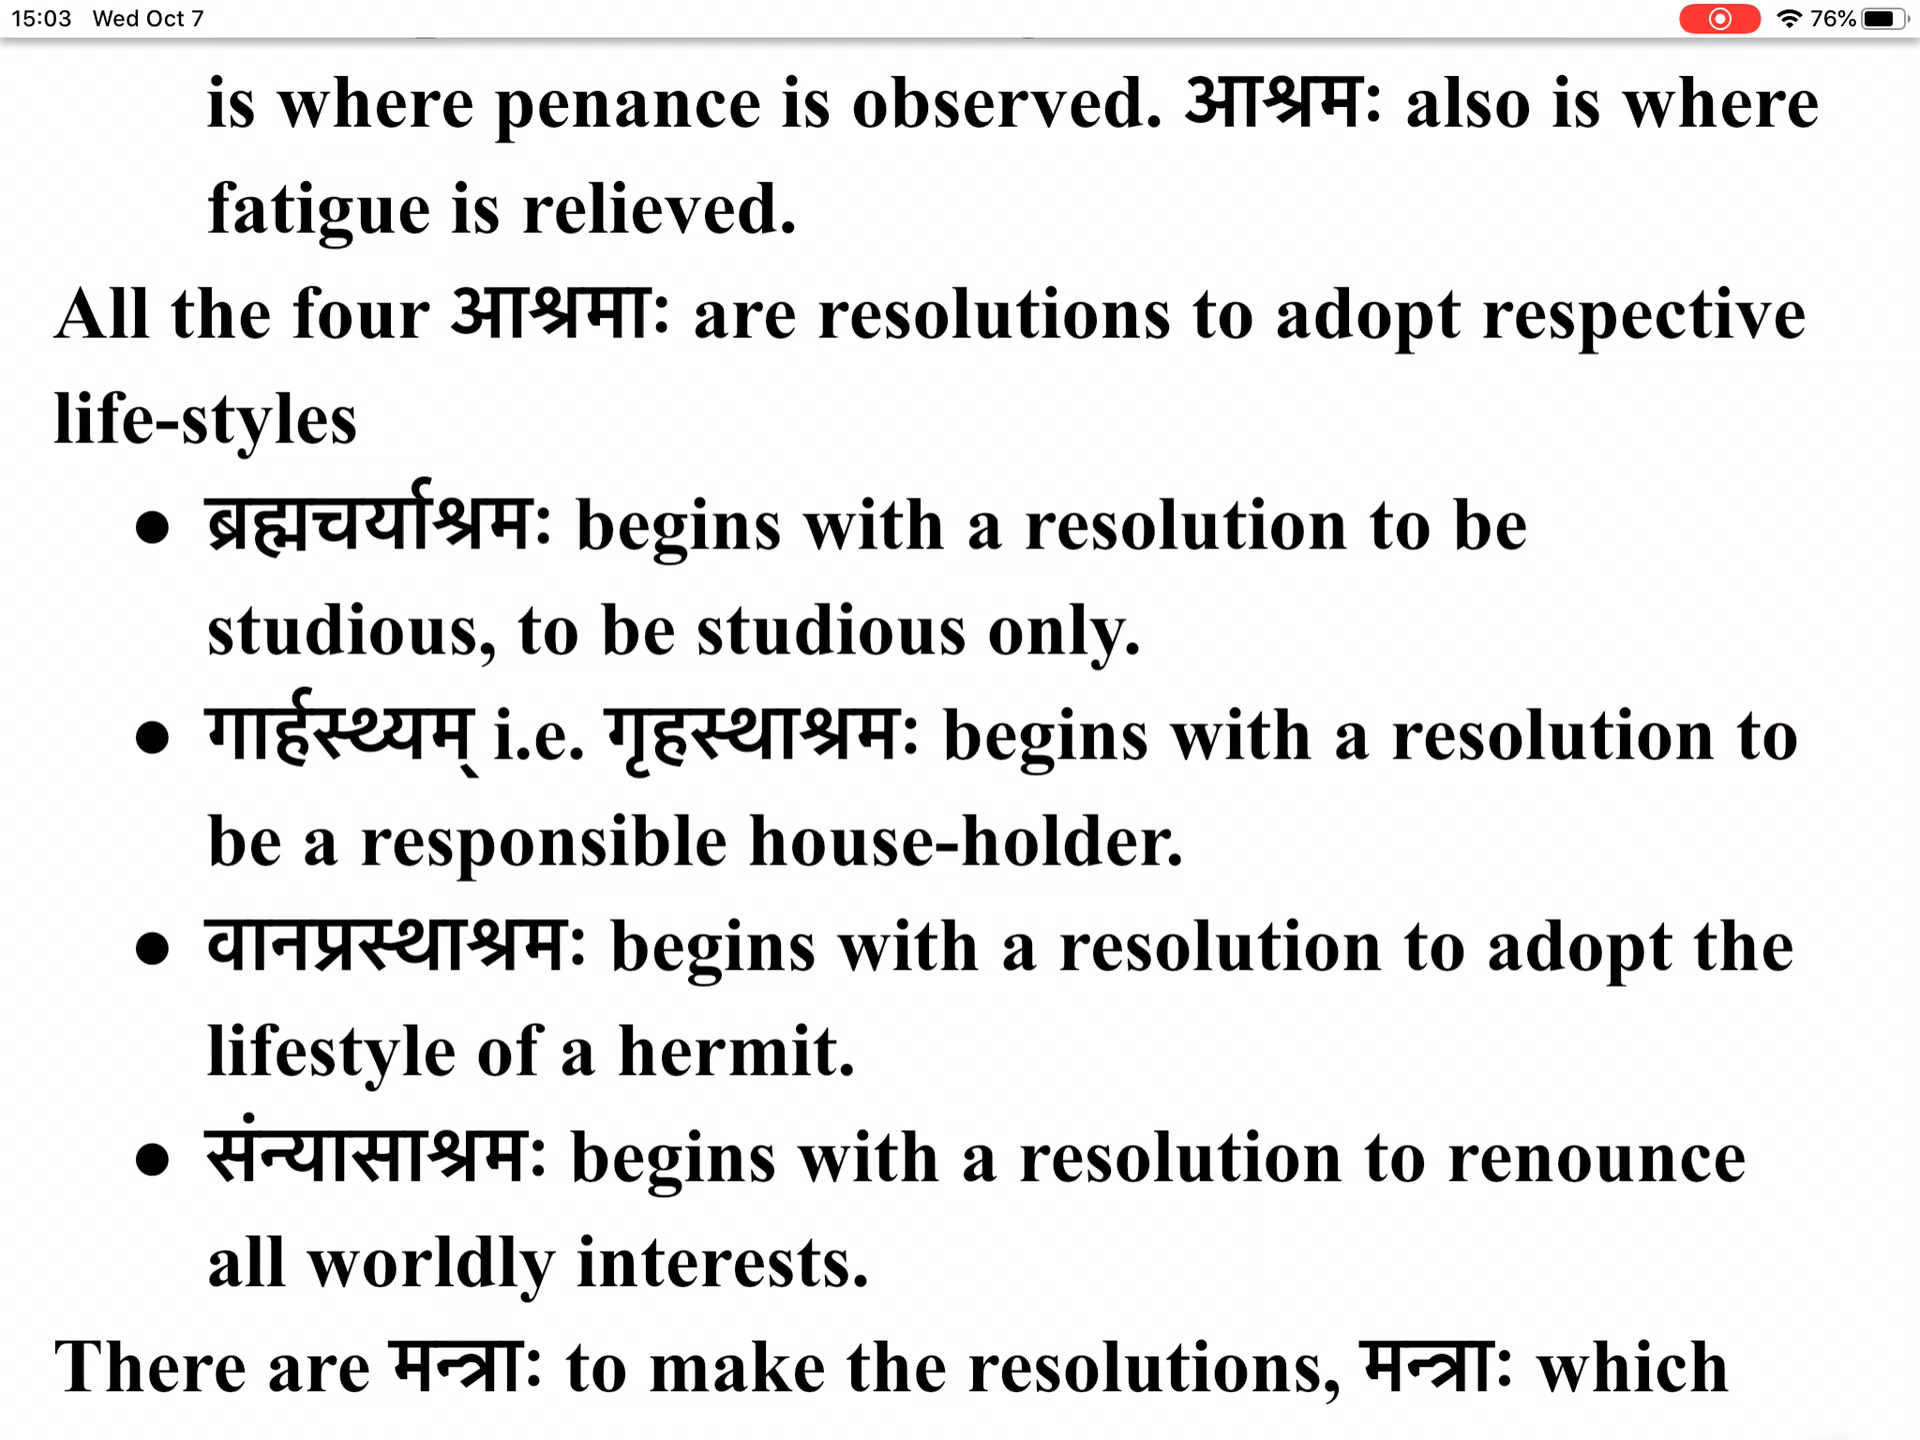 15:03 Wed Oct 7 76%
is where penance is observed. आश्रमः also is where
fatigue is relieved.
All the four आश्रमाः are resolutions to adopt respective
life-styles
● ब्रह्मचर्याश्रमः begins with a resolution to be
studious, to be studious only.
● गार्हस्थ्यम् i.e. गृहस्थाश्रमः begins with a resolution to
be a responsible house-holder.
● वानप्रस्थाश्रमः begins with a resolution to adopt the
lifestyle of a hermit.
● संन्यासाश्रमः begins with a resolution to renounce
all worldly interests.
There are मन्त्राः to make the resolutions, मन्त्राः which